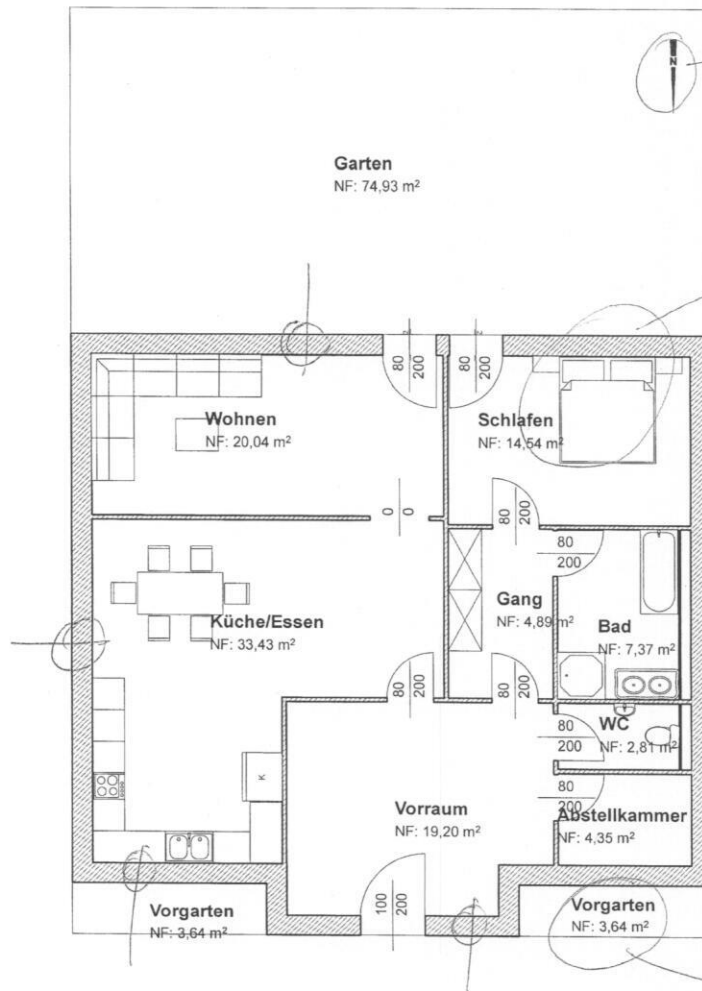 N
Garten
NF: 74,93 m²
80
200
80
200
Wohnen
NF: 20,04 m²
Schlafen
NF: 14,54 m²
0
0
80
200
80
200
Gang
NF: 4,89 m²
Küche/Essen
NF: 33,43 m²
Bad
NF: 7,37 m²
80
200
80
200
WC
NF: 2,81 m²
80
200
K
80
200
Vorraum
NF: 19,20 m²
Abstellkammer
NF: 4,35 m²
100
200
Vorgarten
NF: 3,64 m²
Vorgarten
NF: 3,64 m²